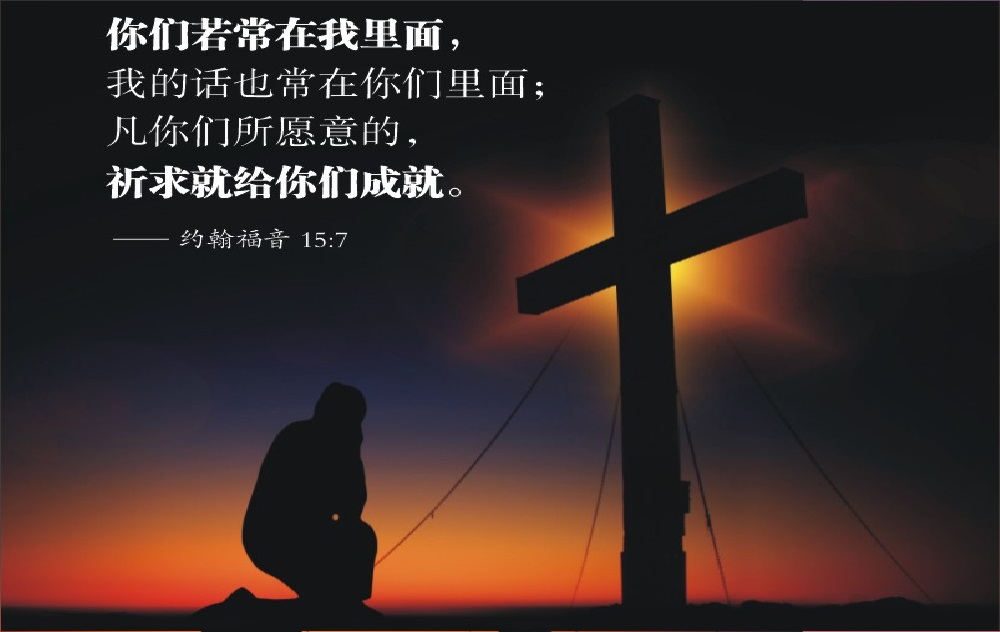 你们若常在我里面，
我的话也常在你们里面；
凡你们所愿意的，
祈求就给你们成就。
—— 约翰福音 15:7